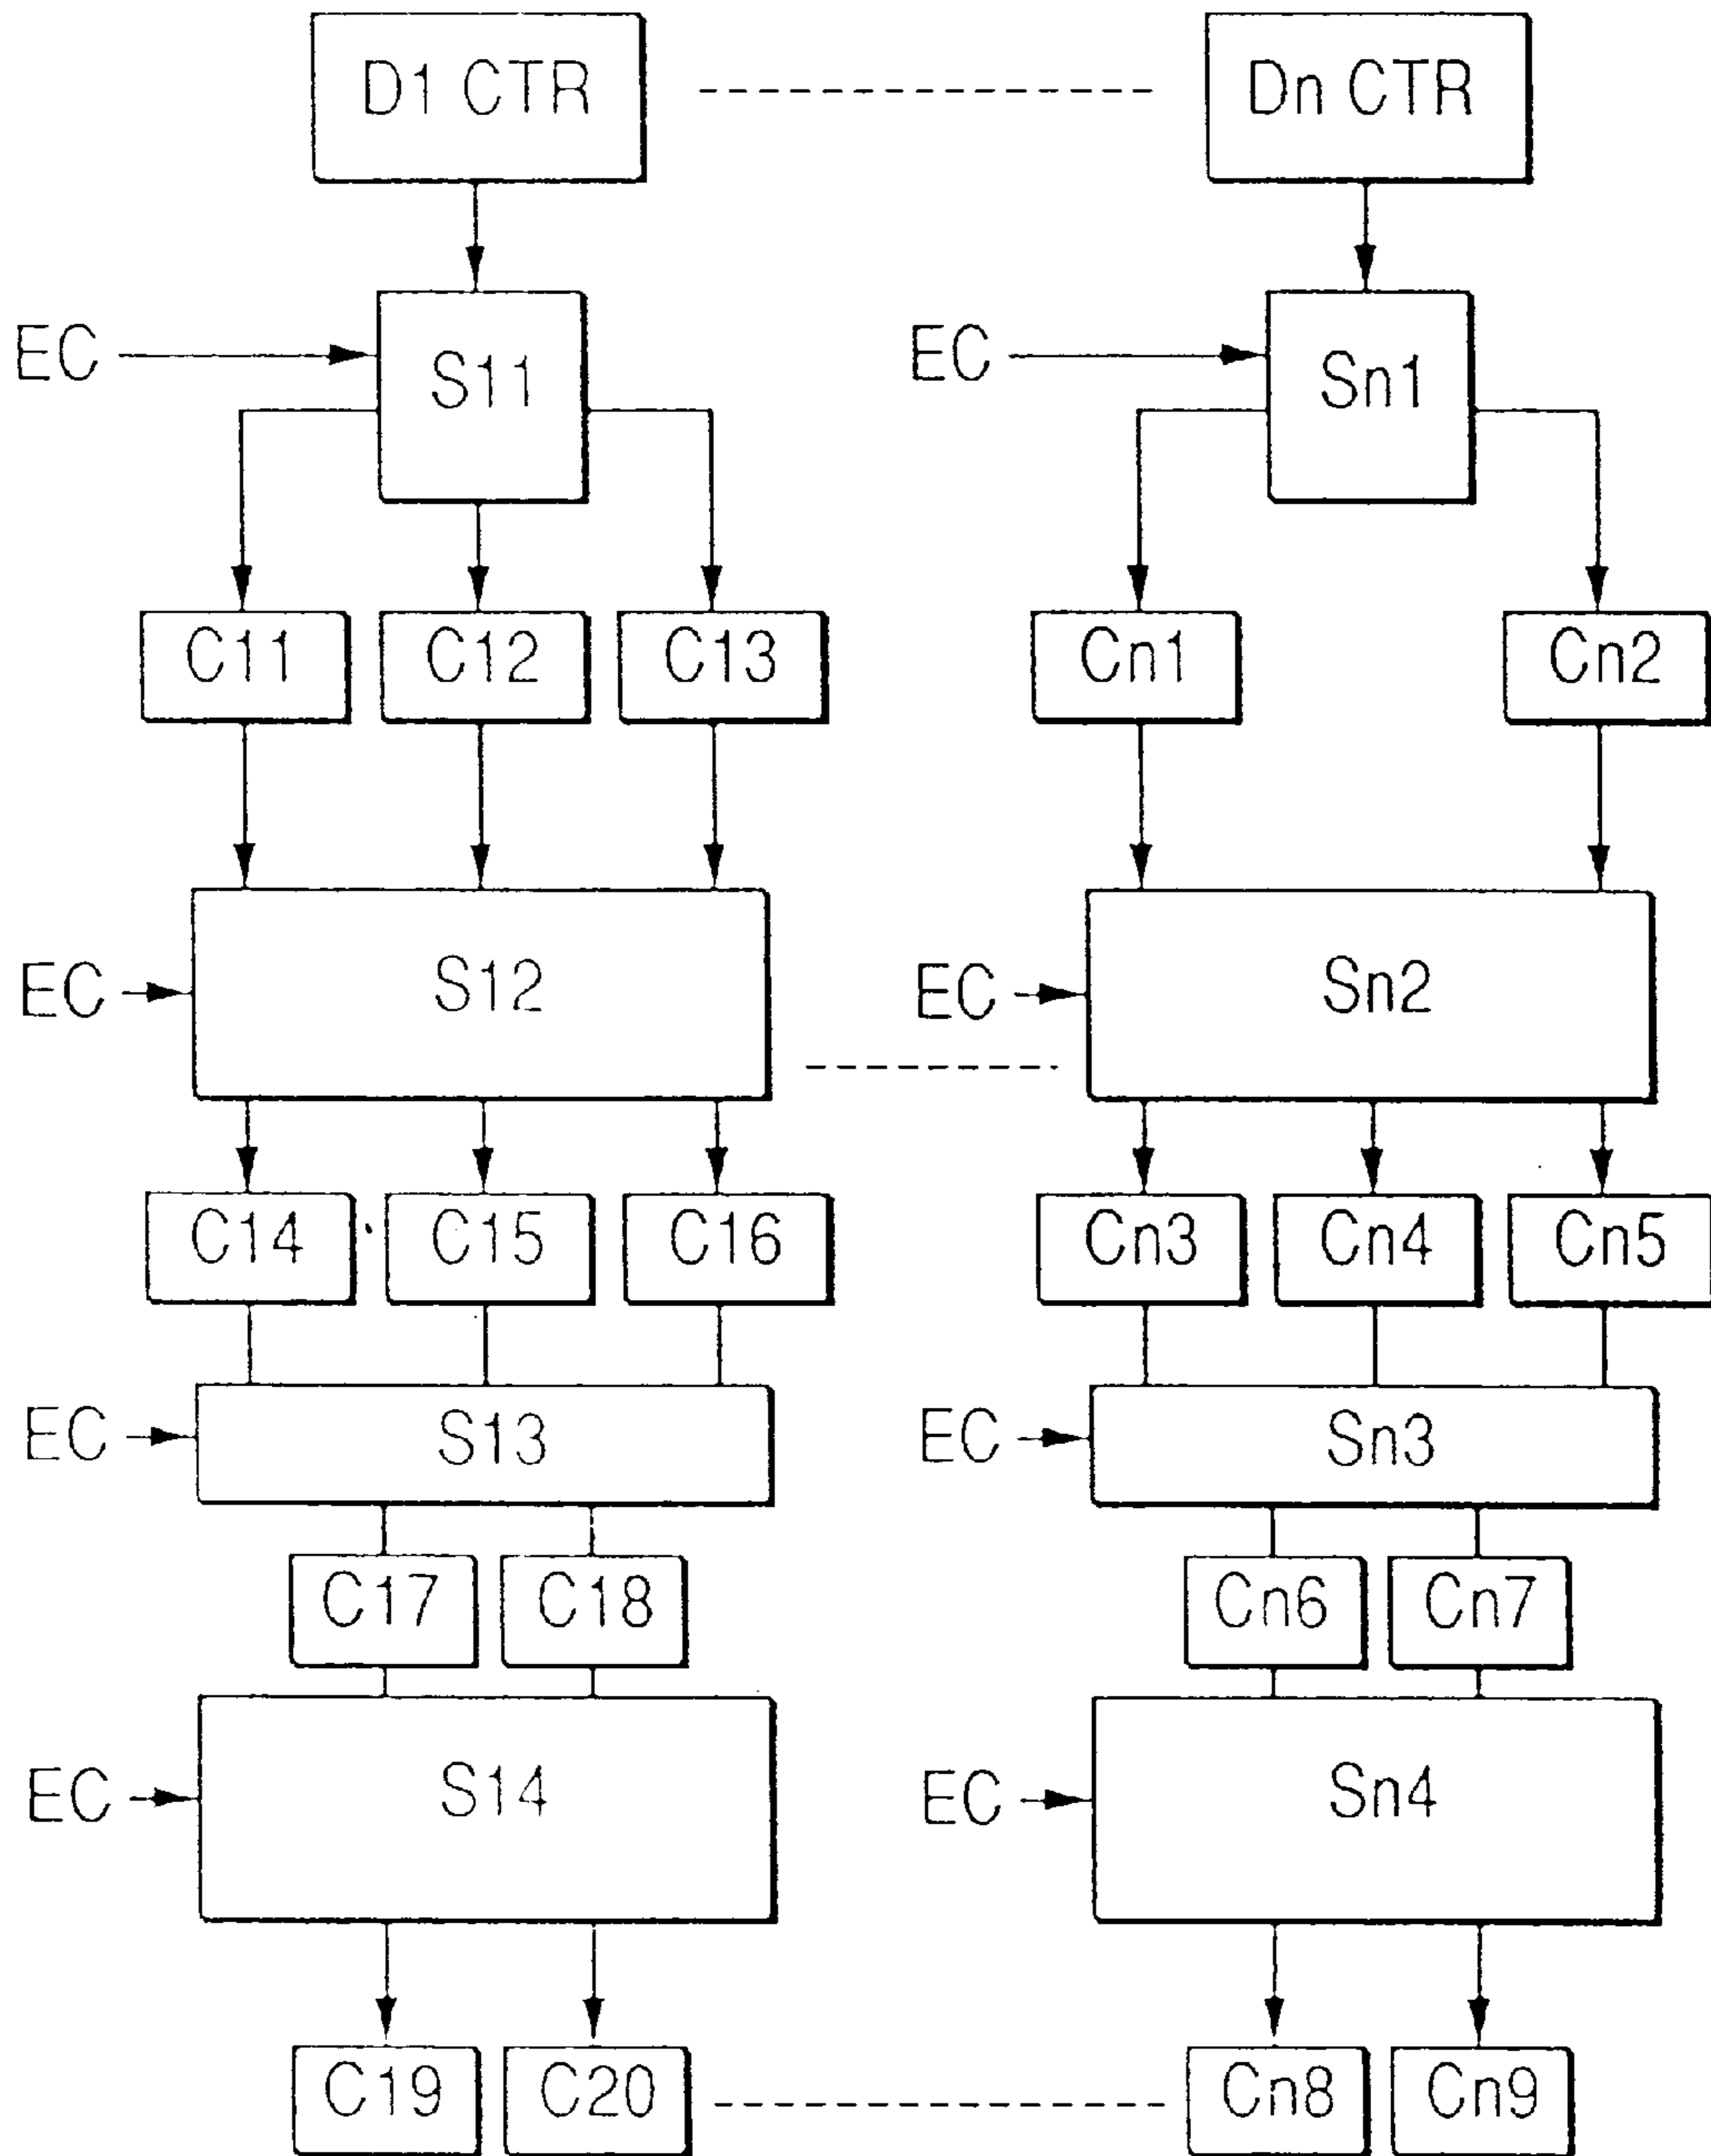 D1 CTR Dn CTR
EC S11 EC Sn1
C11 C12 C13 Cn1 Cn2
EC S12 EC Sn2
C14 C15 C16 Cn3 Cn4 Cn5
EC S13 EC Sn3
C17 C18 Cn6 Cn7
EC S14 EC Sn4
C19 C20 Cn8 Cn9